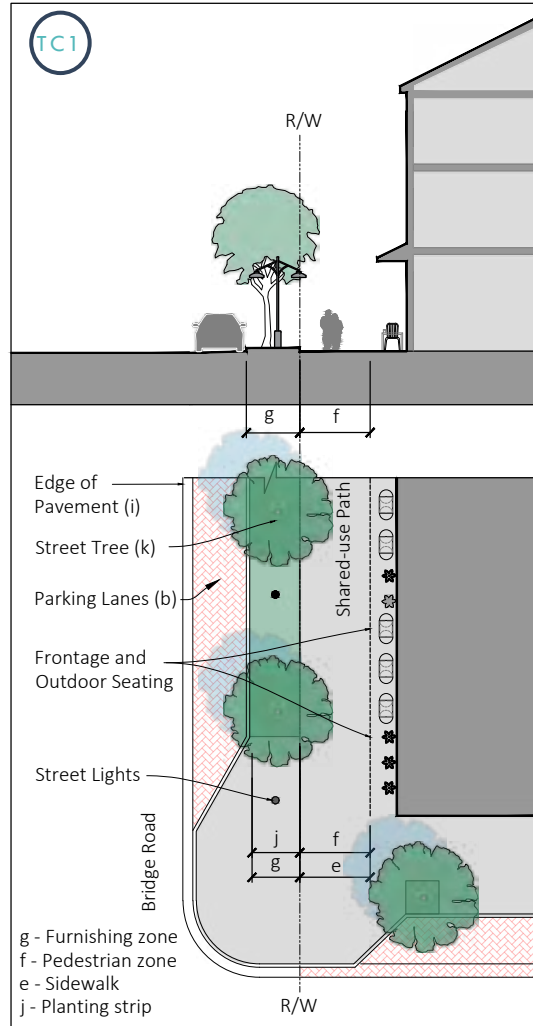 TC1
R/W
g
f
Edge of
Pavement (i)
Street Tree (k)
Shared-use Path
Parking Lanes (b)
Frontage and
Outdoor Seating
Street Lights
j
f
g
e
Bridge Road
g - Furnishing zone
f - Pedestrian zone
e - Sidewalk
j - Planting strip
R/W